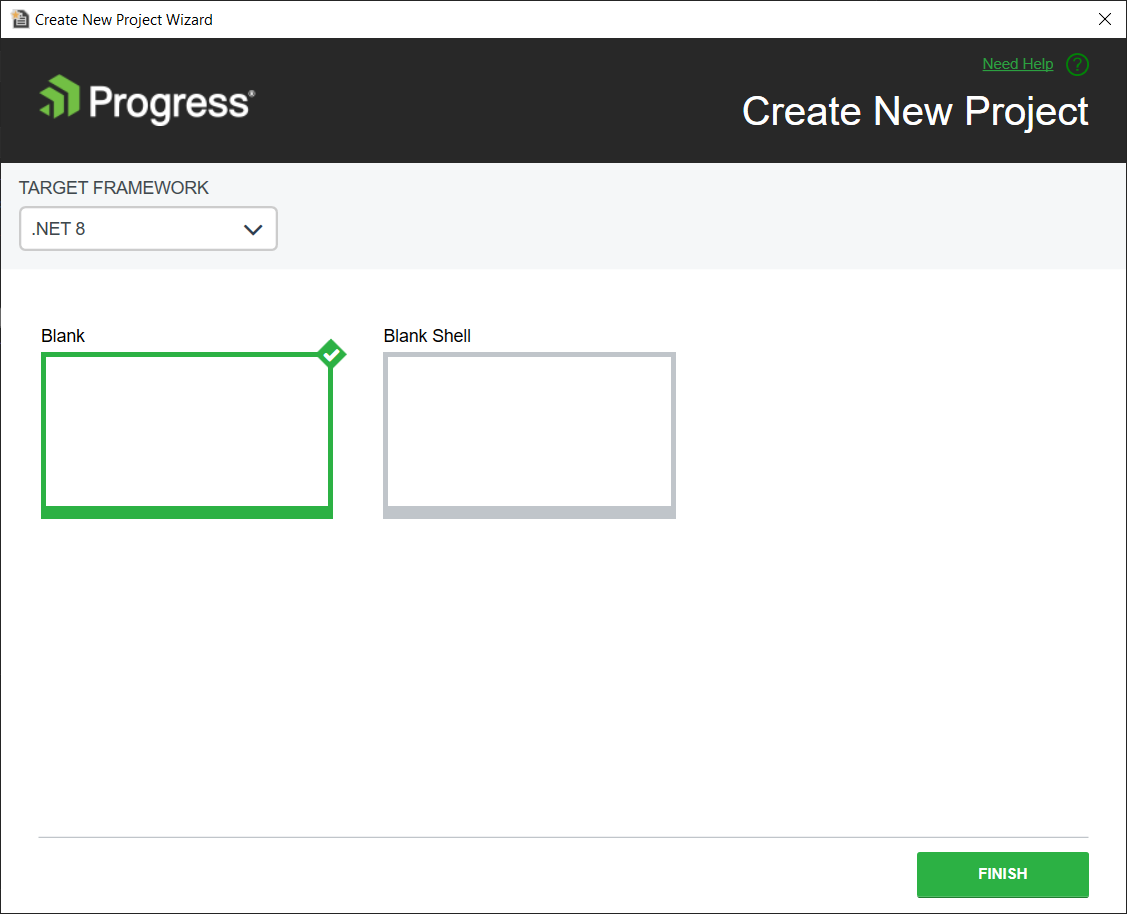 Create New Project Wizard
Need Help ?
Progress®
Create New Project
TARGET FRAMEWORK
.NET 8
Blank
Blank Shell
FINISH